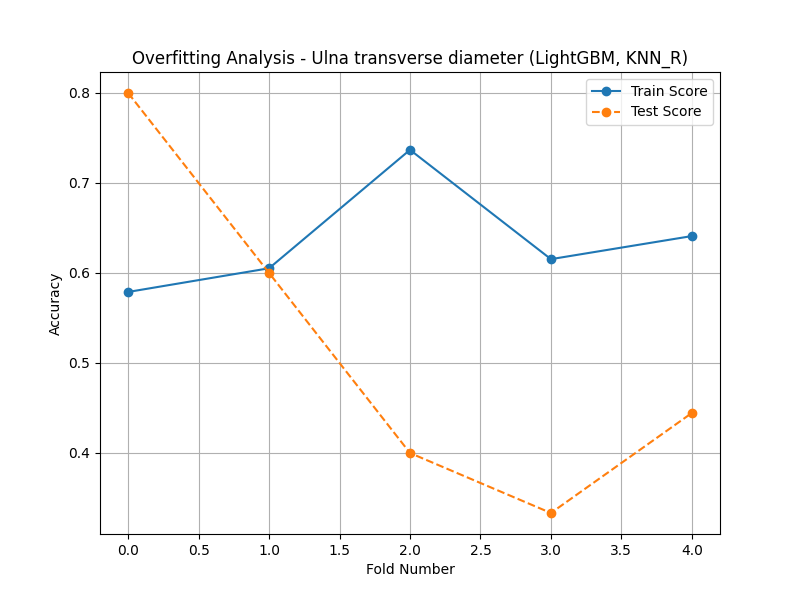 Overfitting Analysis - Ulna transverse diameter (LightGBM, KNN_R)
Train Score
Test Score
0.8
0.7
0.6
0.5
0.4
Accuracy
0.0 0.5 1.0 1.5 2.0 2.5 3.0 3.5 4.0
Fold Number